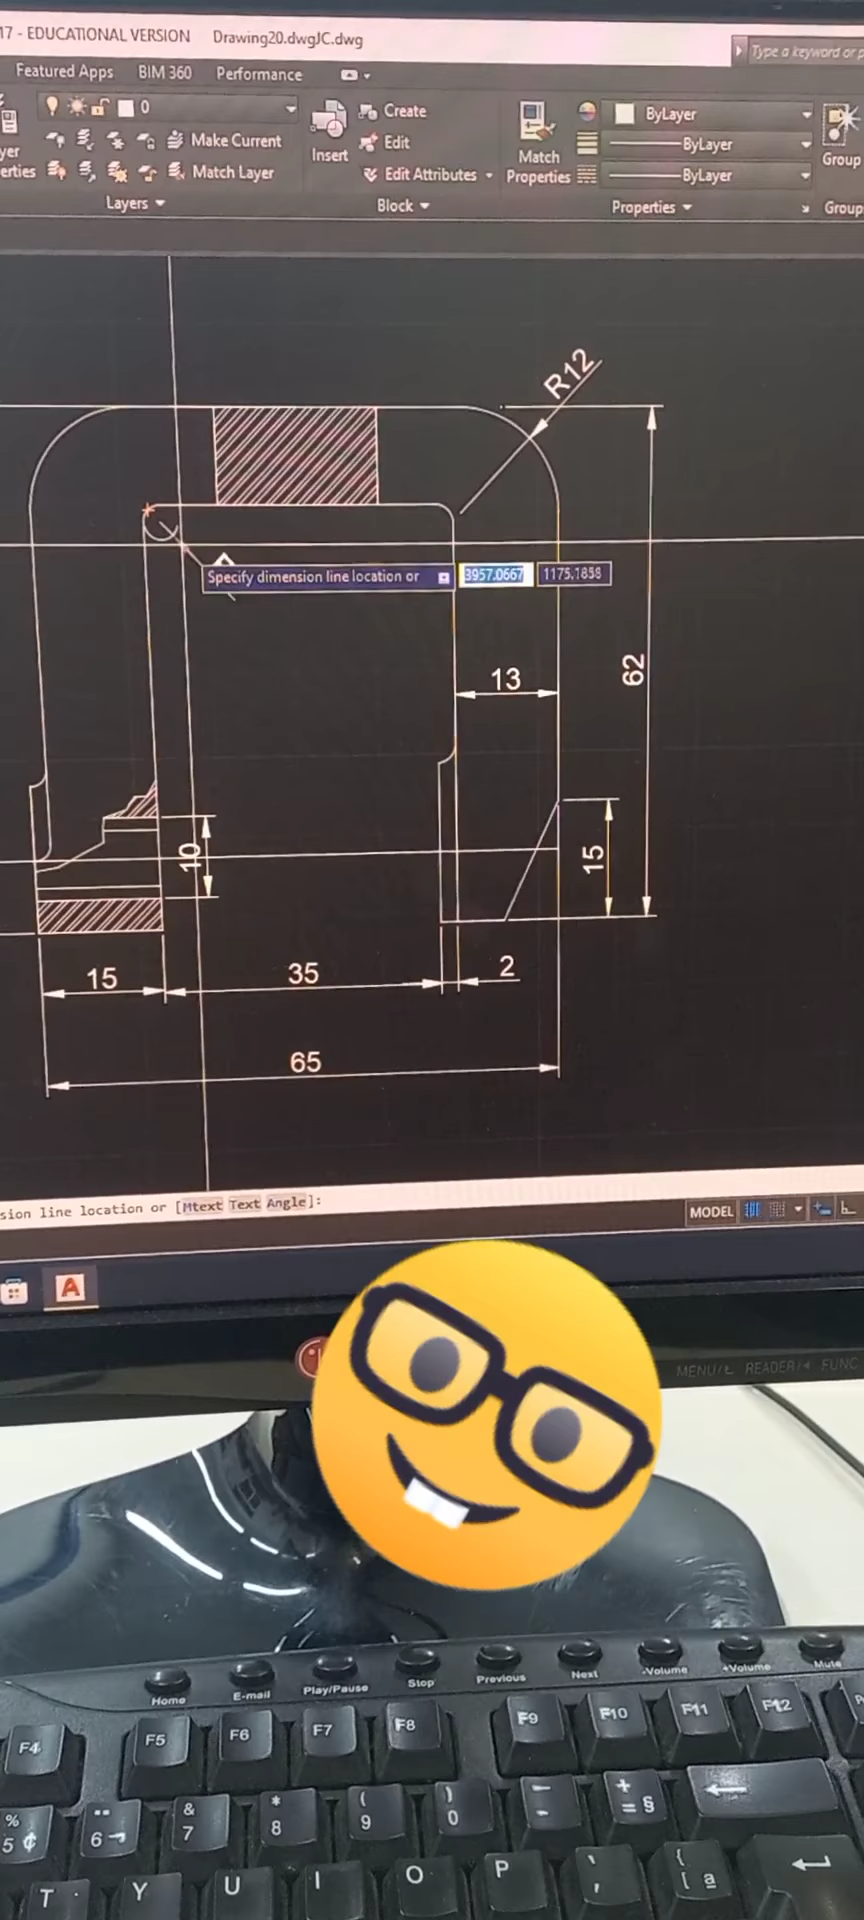 17 - EDUCATIONAL VERSION Drawing20.dwgJC.dwg
Type a keyword or p
Featured Apps BIM 360 Performance
0
Make Current
Match Layer
Layers
Insert
Create
Edit
Edit Attributes
Block
Match
Properties
ByLayer
ByLayer
ByLayer
Properties
Group
Group
yer
erties
R12
Specify dimension line location or 3957.0667 1175.1858
13
62
10
15
15
35
2
65
sion line location or [Mtext Text Angle]:
MODEL
A
MENU/ READER/ FUNC
Home E-mail Play/Pause Stop Previous Next -Volume +Volume Mute
F4 F5 F6 F7 F8 F9 F10 F11 F12
% 5 ¢
¨ 6 ¬
& 7
* 8
( 9
) 0
_ -
+ = §
T Y U I O P
` ´
{ [ ª